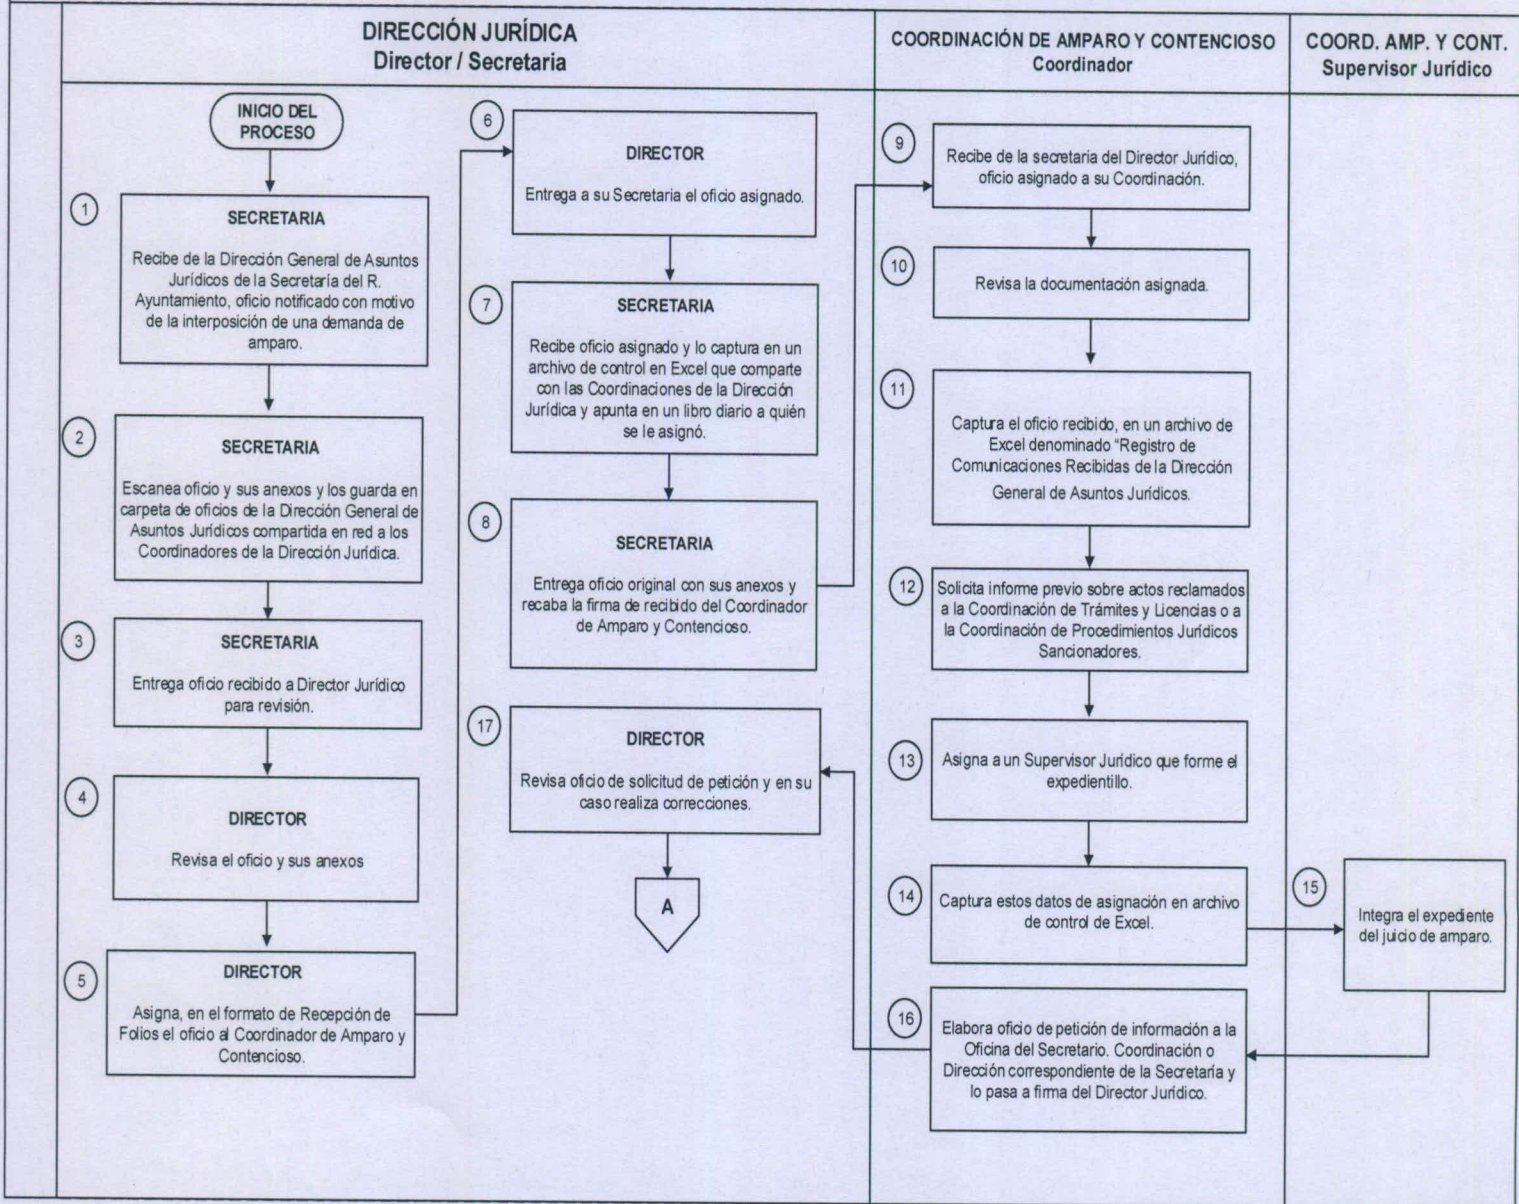 DIRECCIÓN JURÍDICA
Director / Secretaria
COORDINACIÓN DE AMPARO Y CONTENCIOSO
Coordinador
COORD. AMP. Y CONT.
Supervisor Jurídico
INICIO DEL
PROCESO
1
SECRETARIA
Recibe de la Dirección General de Asuntos
Jurídicos de la Secretaría del R.
Ayuntamiento, oficio notificado con motivo
de la interposición de una demanda de
amparo.
2
SECRETARIA
Escanea oficio y sus anexos y los guarda en
carpeta de oficios de la Dirección General de
Asuntos Jurídicos compartida en red a los
Coordinadores de la Dirección Jurídica.
3
SECRETARIA
Entrega oficio recibido a Director Jurídico
para revisión.
4
DIRECTOR
Revisa el oficio y sus anexos
5
DIRECTOR
Asigna, en el formato de Recepción de
Folios el oficio al Coordinador de Amparo y
Contencioso.
6
DIRECTOR
Entrega a su Secretaria el oficio asignado.
7
SECRETARIA
Recibe oficio asignado y lo captura en un
archivo de control en Excel que comparte
con las Coordinaciones de la Dirección
Jurídica y apunta en un libro diario a quién
se le asignó.
8
SECRETARIA
Entrega oficio original con sus anexos y
recaba la firma de recibido del Coordinador
de Amparo y Contencioso.
17
DIRECTOR
Revisa oficio de solicitud de petición y en su
caso realiza correcciones.
A
9
Recibe de la secretaria del Director Jurídico,
oficio asignado a su Coordinación.
10
Revisa la documentación asignada.
11
Captura el oficio recibido, en un archivo de
Excel denominado “Registro de
Comunicaciones Recibidas de la Dirección
General de Asuntos Jurídicos.
12
Solicita informe previo sobre actos reclamados
a la Coordinación de Trámites y Licencias o a
la Coordinación de Procedimientos Jurídicos
Sancionadores.
13
Asigna a un Supervisor Jurídico que forme el
expedientillo.
14
Captura estos datos de asignación en archivo
de control de Excel.
15
Integra el expediente
del juicio de amparo.
16
Elabora oficio de petición de información a la
Oficina del Secretario. Coordinación o
Dirección correspondiente de la Secretaría y
lo pasa a firma del Director Jurídico.